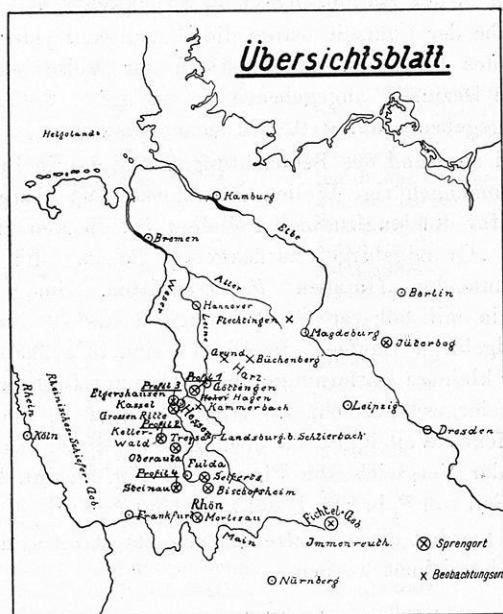 Übersichtsblatt.
Helgoland
Hamburg
Elbe
Bremen
Weser
Aller
Hannover
Leine
Flechtingen
Berlin
Magdeburg
Jüterbog
Grund
Harz
Büchenberg
Profil 1
Göttingen
Profil 3
Hoher Hagen
Elgershausen
Kassel
Kammerbach
Grossen Ritte
Hessen
Profil 2
Keller-
Wald
Treysa
Landsburg b. Schlierbach
Oberaula
Profil 4
Fulda
Seiferts
Steinau
Bischofsheim
Rhön
Frankfurt
Morlesau
Main
Fichtel-Geb
Immenreuth.
Nürnberg
Leipzig
Dresden
Rhein
Köln
Rheinisches-Schiefer-Geb
Sprengort
Beobachtungsort